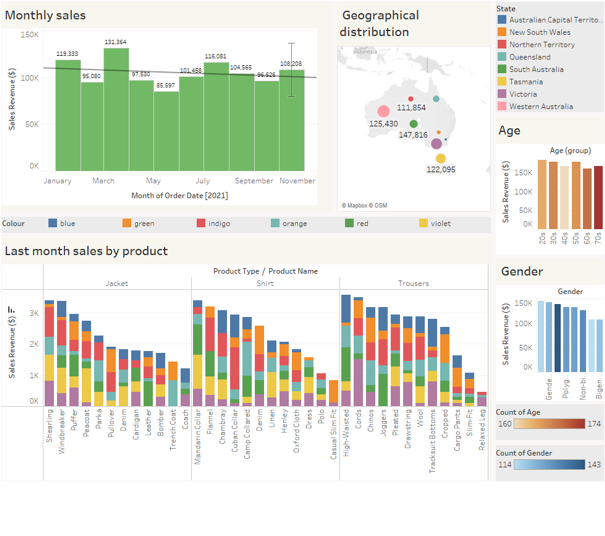 Monthly sales
150K
100K
50K
0K
Sales Revenue ($)
119,333
95,080
131,364
97,530
85,697
101,458
116,081
104,565
96,626
108,208
January
March
May
July
September
November
Month of Order Date [2021]
Geographical
distribution
Indonesia
111,854
125,430
147,816
122,095
© Mapbox © OSM
State
Australian Capital Territo..
New South Wales
Northern Territory
Queensland
South Australia
Tasmania
Victoria
Western Australia
Age
Age (group)
Sales Revenue ($)
150K
100K
50K
0K
20s
30s
40s
50s
60s
70s
Colour
blue
green
indigo
orange
red
violet
Last month sales by product
Product Type / Product Name
Jacket
Shirt
Trousers
Sales Revenue ($)
3K
2K
1K
0K
Shearling
Windbreaker
Puffer
Peacoat
Parka
Pullover
Denim
Cardigan
Leather
Bomber
Trench Coat
Coach
Mandarin Collar
Flannel
Chambray
Cuban Collar
Camp Collared
Denim
Linen
Henley
Oxford Cloth
Dress
Polo
Casual Slim Fit
High-Waisted
Cords
Chinos
Joggers
Pleated
Drawstring
Wool
Tracksuit Bottoms
Cropped
Cargo Pants
Slim-Fit
Relaxed Leg
Gender
Gender
Sales Revenue ($)
150K
100K
50K
0K
Gende..
Polyg..
Non-bi..
Bigen..
Count of Age
160
174
Count of Gender
114
143